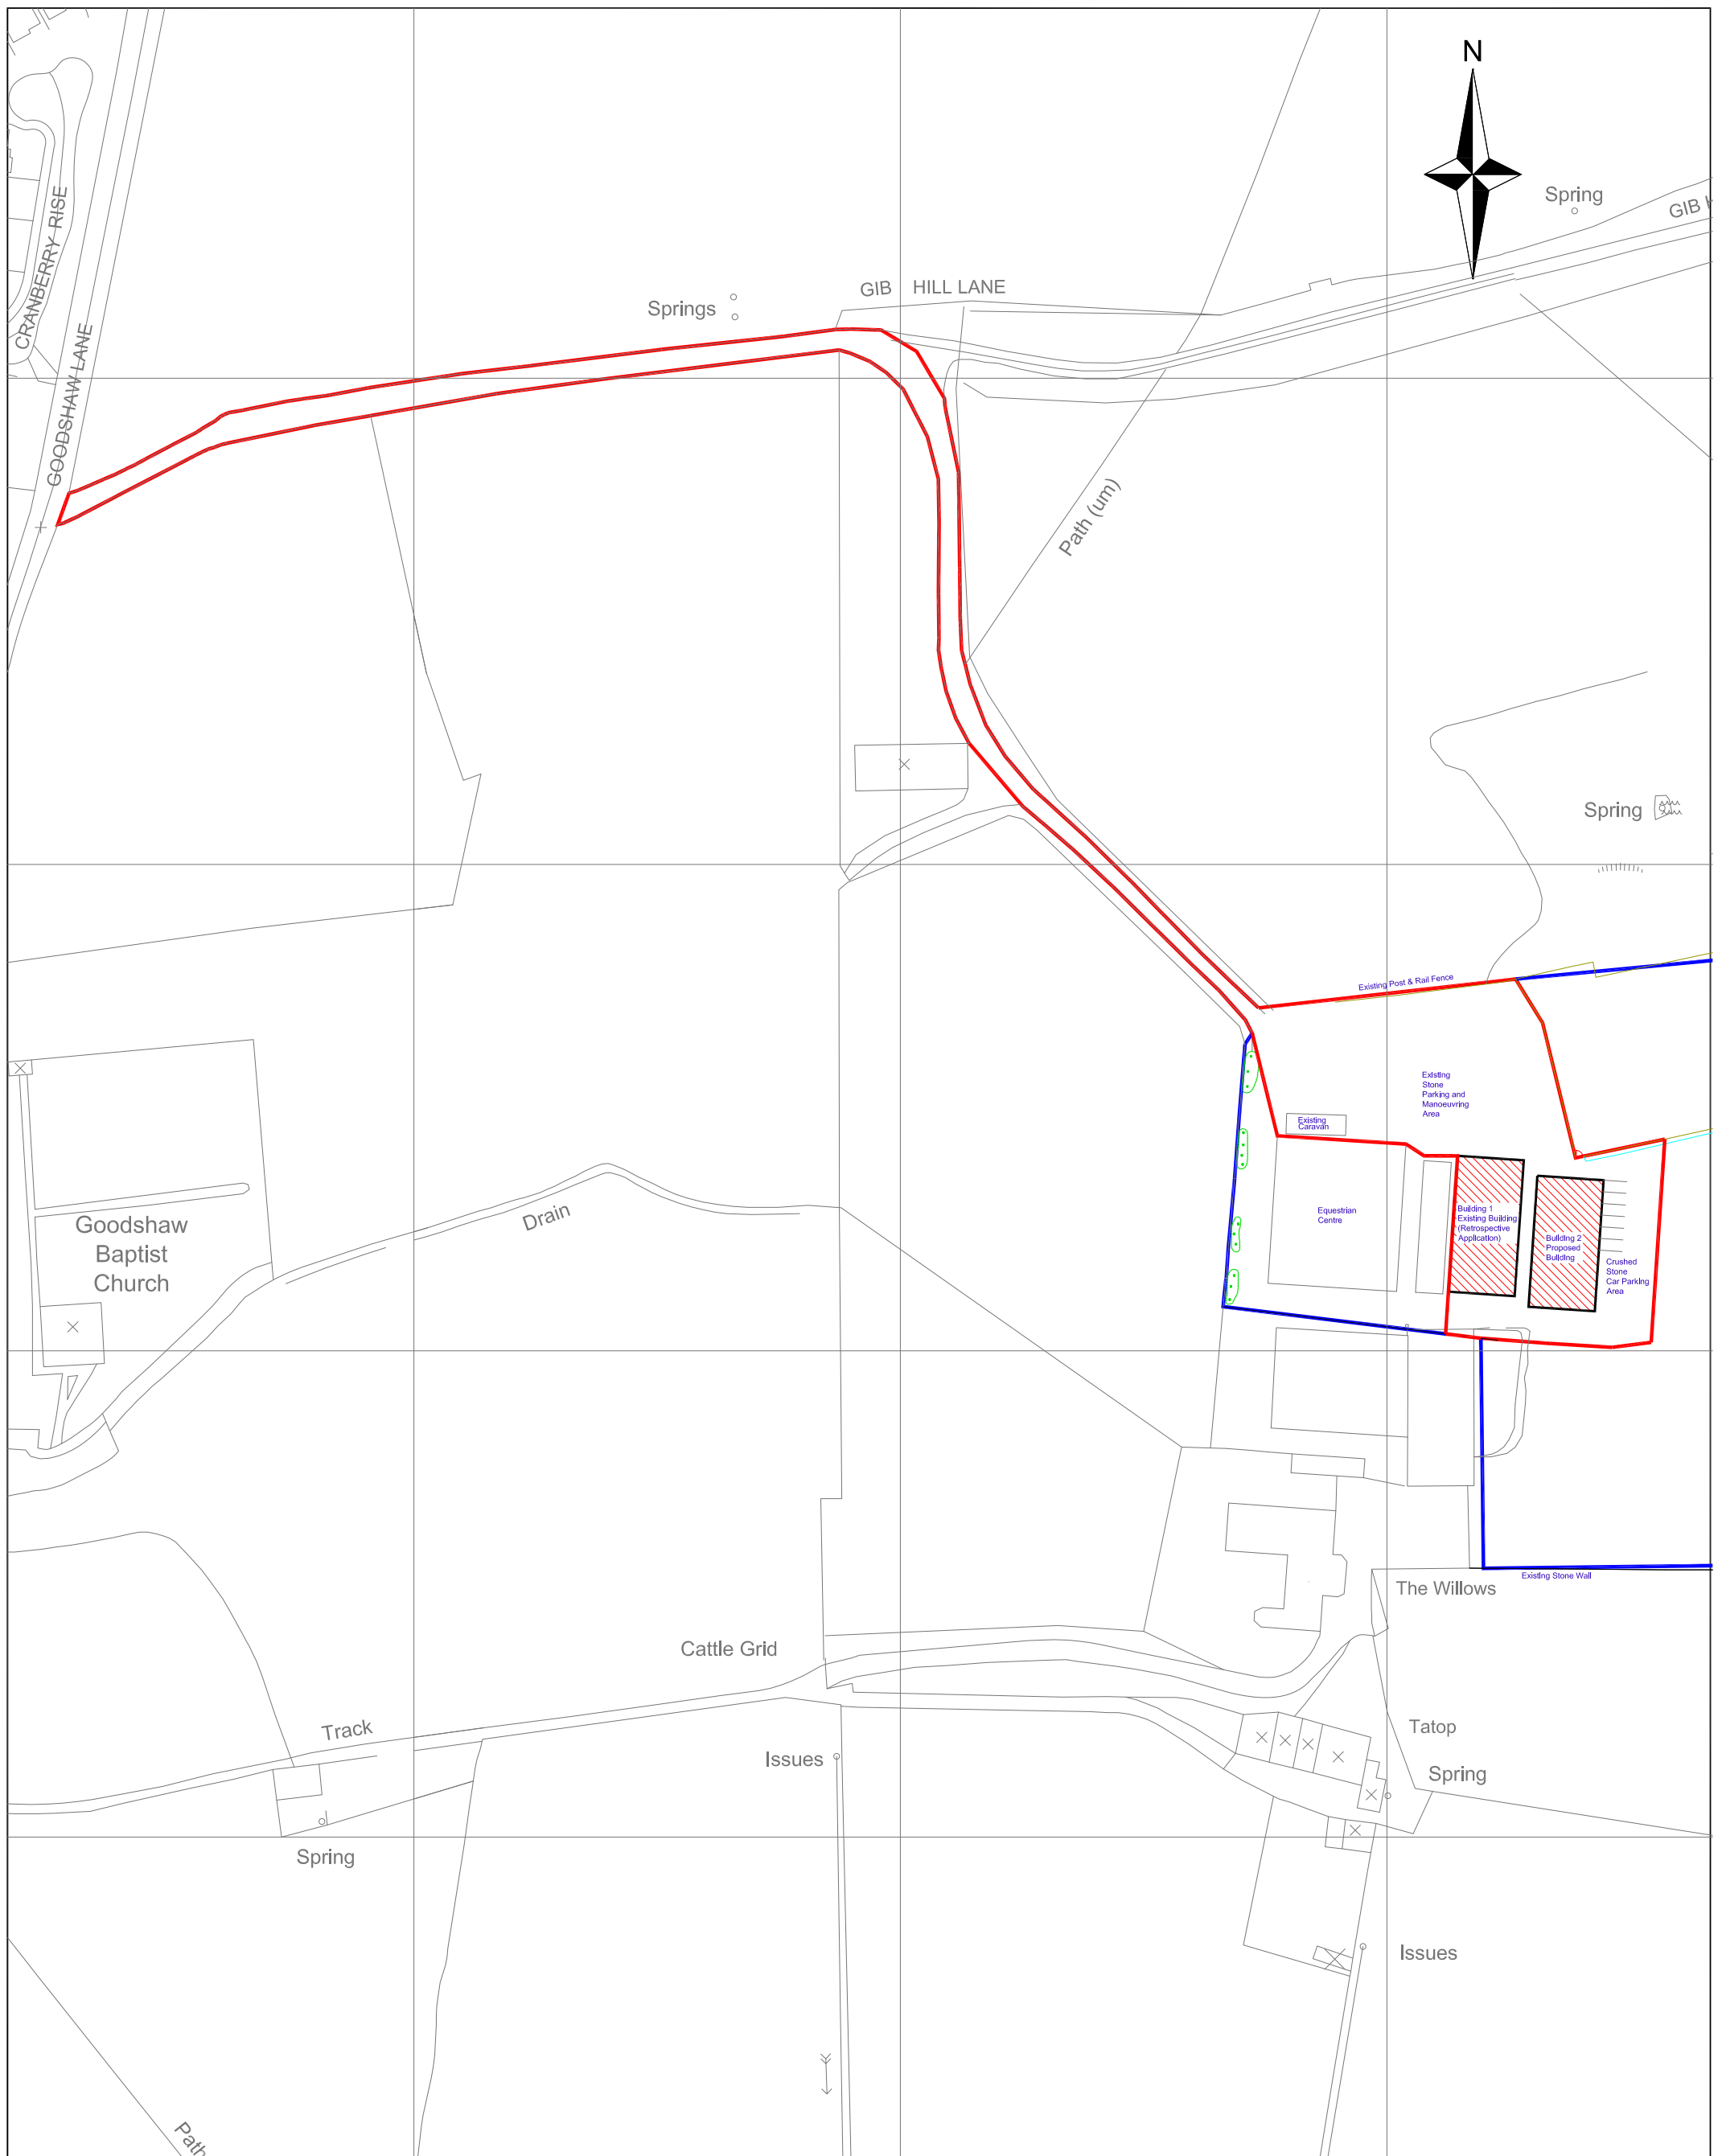 N
Spring
GIB
CRANBERRY RISE
GIB HILL LANE
Springs
GOODSHAW LANE
Path (um)
Spring
Existing Post & Rail Fence
Existing
Stone
Parking and
Manoeuvring
Area
Existing
Caravan
Equestrian
Centre
Building 1
Existing Building
(Retrospective
Application)
Building 2
Proposed
Building
Crushed
Stone
Car Parking
Area
Goodshaw
Baptist
Church
Drain
Existing Stone Wall
The Willows
Cattle Grid
Track
Tatop
Issues
Spring
Spring
Issues
Path